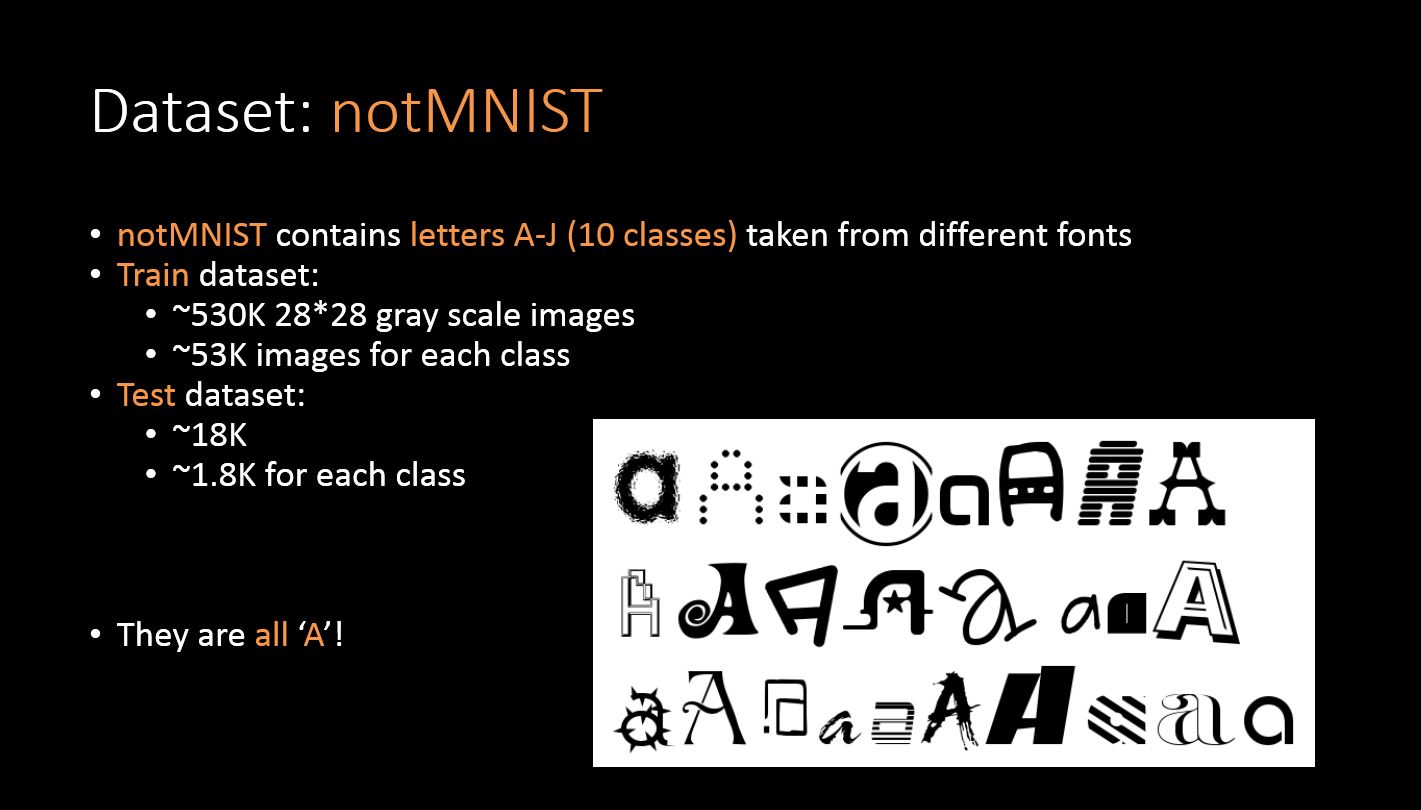 Dataset: notMNIST
• notMNIST contains letters A-J (10 classes) taken from different fonts
• Train dataset:
• ~530K 28*28 gray scale images
• ~53K images for each class
• Test dataset:
• ~18K
• ~1.8K for each class
• They are all ‘A’!
a A a a a A A A
A A A A a a a A
a A a a a A A a a a